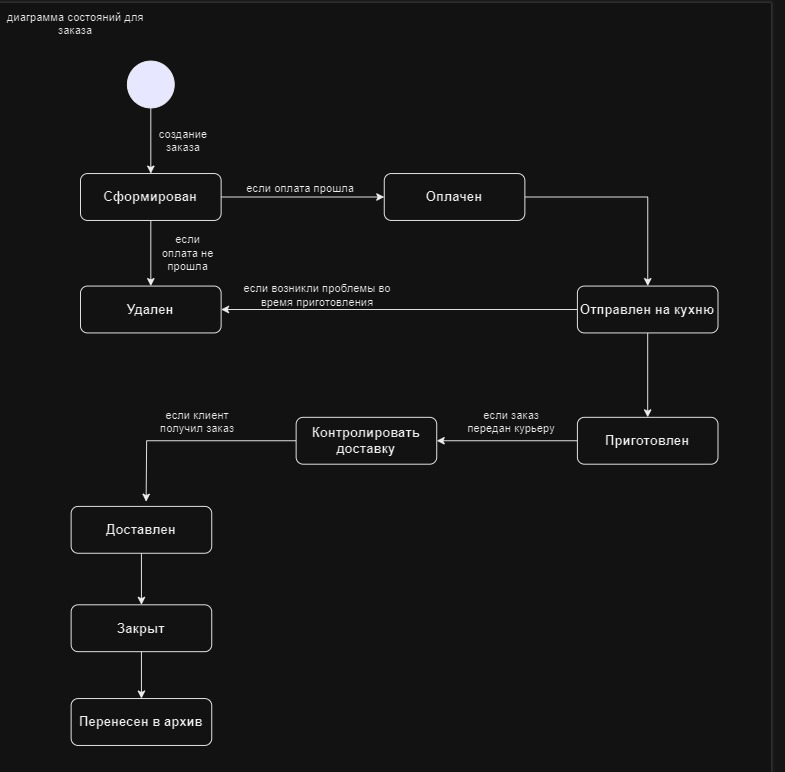 диаграмма состояний для
заказа
создание
заказа
Сформирован
если оплата прошла
Оплачен
если
оплата не
прошла
Удален
если возникли проблемы во
время приготовления
Отправлен на кухню
если клиент
получил заказ
Контролировать
доставку
если заказ
передан курьеру
Приготовлен
Доставлен
Закрыт
Перенесен в архив